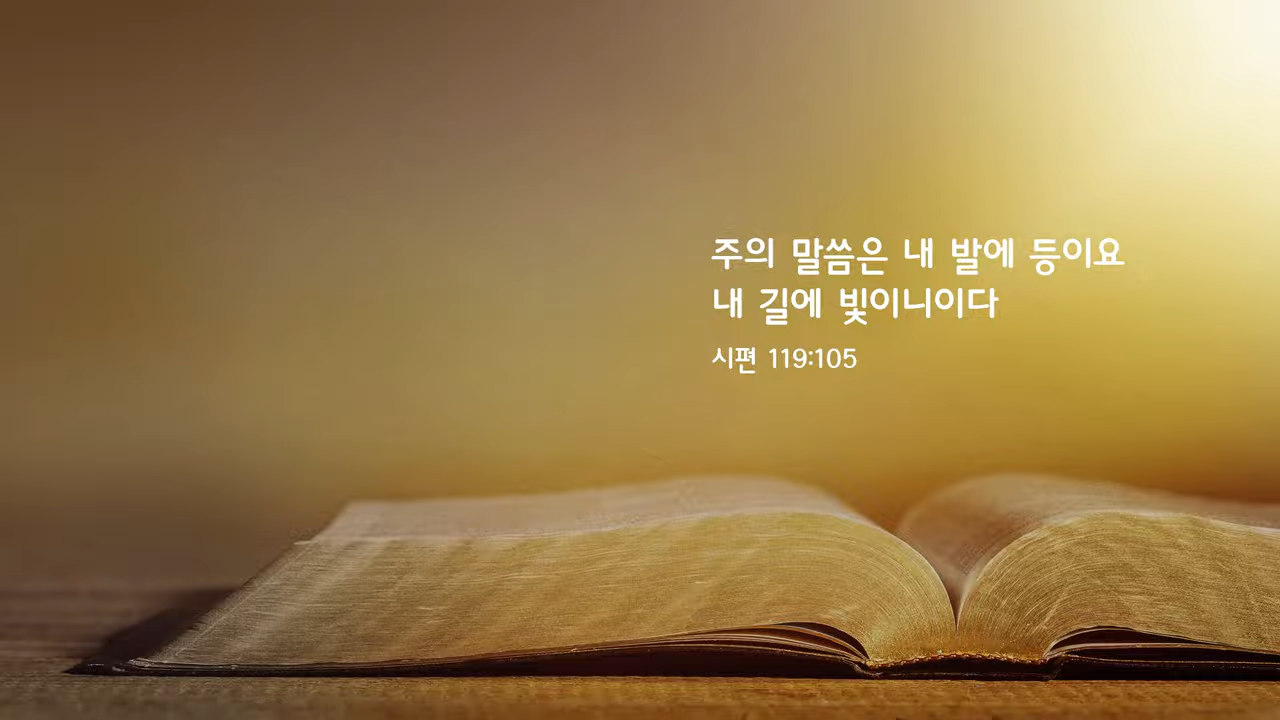 주의 말씀은 내 발에 등이요
내 길에 빛이니이다
시편 119:105